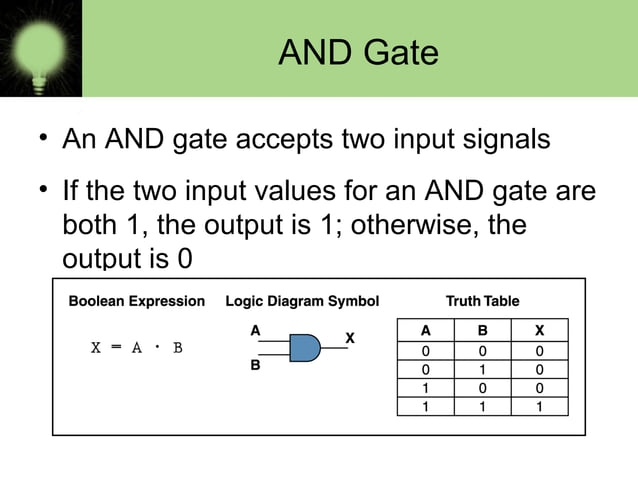 AND Gate
• An AND gate accepts two input signals
• If the two input values for an AND gate are
both 1, the output is 1; otherwise, the
output is 0
Boolean Expression Logic Diagram Symbol Truth Table
X = A · B
A
B
X
A B X
0 0 0
0 1 0
1 0 0
1 1 1